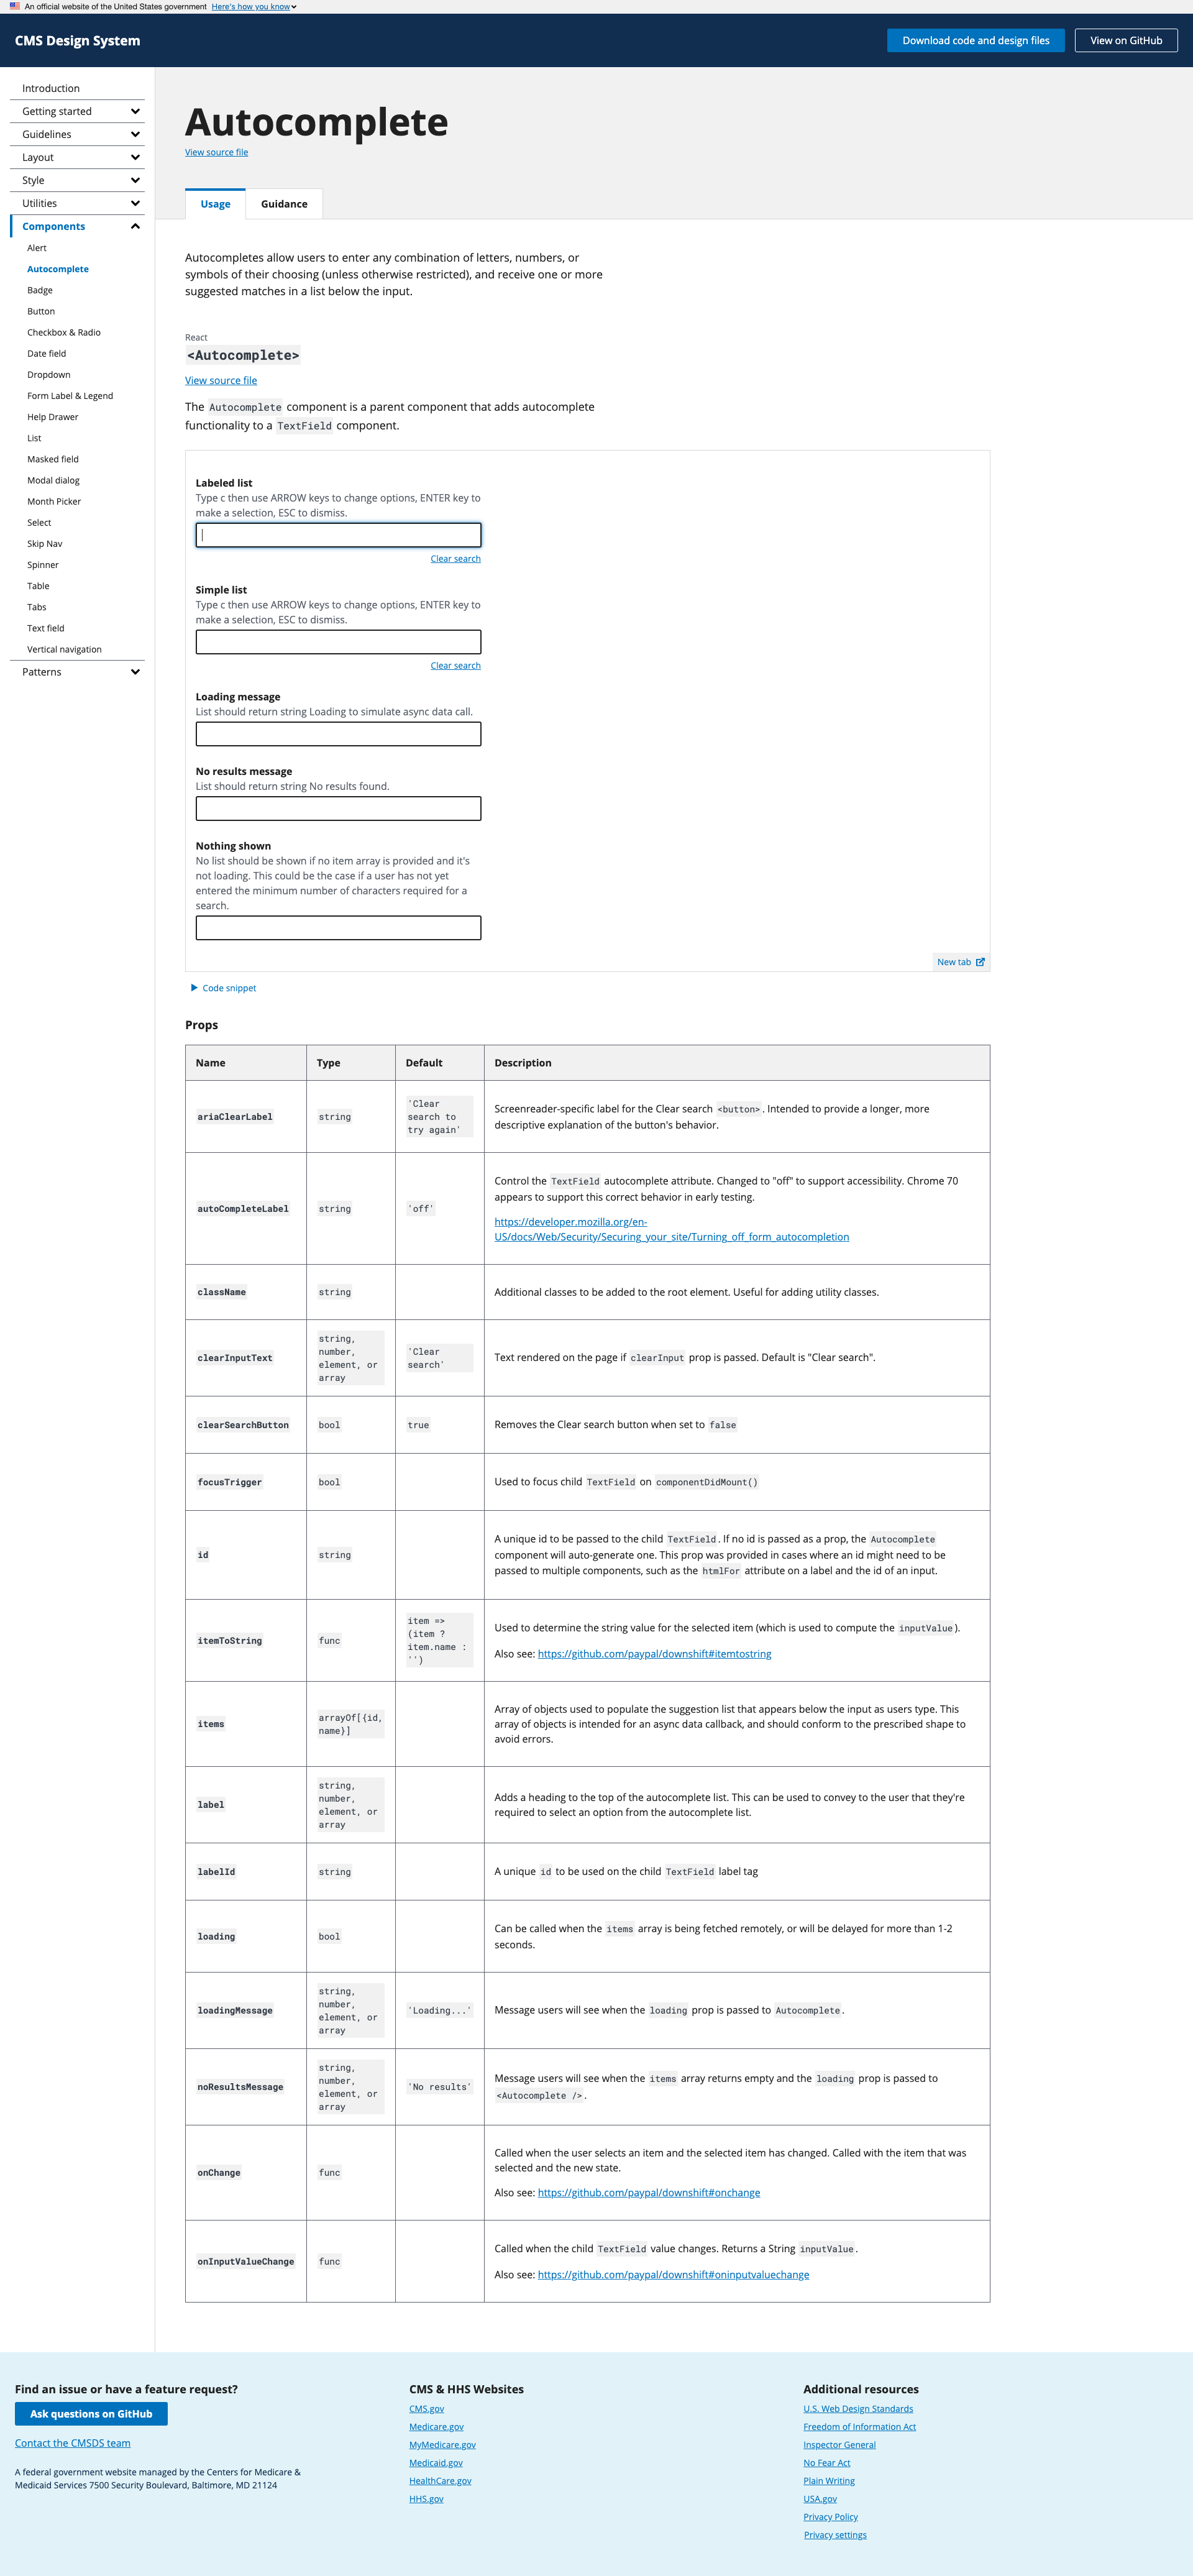 An official website of the United States government Here's how you know
CMS Design System
Download code and design files
View on GitHub
Introduction
Getting started
Guidelines
Layout
Style
Utilities
Components
Alert
Autocomplete
Badge
Button
Checkbox & Radio
Date field
Dropdown
Form Label & Legend
Help Drawer
List
Masked field
Modal dialog
Month Picker
Select
Skip Nav
Spinner
Table
Tabs
Text field
Vertical navigation
Patterns
Autocomplete
View source file
Usage
Guidance
Autocompletes allow users to enter any combination of letters, numbers, or
symbols of their choosing (unless otherwise restricted), and receive one or more
suggested matches in a list below the input.
React
<Autocomplete>
View source file
The Autocomplete component is a parent component that adds autocomplete
functionality to a TextField component.
Labeled list
Type c then use ARROW keys to change options, ENTER key to
make a selection, ESC to dismiss.
Clear search
Simple list
Type c then use ARROW keys to change options, ENTER key to
make a selection, ESC to dismiss.
Clear search
Loading message
List should return string Loading to simulate async data call.
No results message
List should return string No results found.
Nothing shown
No list should be shown if no item array is provided and it's
not loading. This could be the case if a user has not yet
entered the minimum number of characters required for a
search.
New tab
Code snippet
Props
Name Type Default Description
ariaClearLabel
string
'Clear
search to
try again'
Screenreader-specific label for the Clear search <button>. Intended to provide a longer, more
descriptive explanation of the button's behavior.
autoCompleteLabel
string
'off'
Control the TextField autocomplete attribute. Changed to "off" to support accessibility. Chrome 70
appears to support this correct behavior in early testing.
https://developer.mozilla.org/en-
US/docs/Web/Security/Securing_your_site/Turning_off_form_autocompletion
className
string
Additional classes to be added to the root element. Useful for adding utility classes.
clearInputText
string,
number,
element, or
array
'Clear
search'
Text rendered on the page if clearInput prop is passed. Default is "Clear search".
clearSearchButton
bool
true
Removes the Clear search button when set to false
focusTrigger
bool
Used to focus child TextField on componentDidMount()
id
string
A unique id to be passed to the child TextField. If no id is passed as a prop, the Autocomplete
component will auto-generate one. This prop was provided in cases where an id might need to be
passed to multiple components, such as the htmlFor attribute on a label and the id of an input.
itemToString
func
item =>
(item ?
item.name :
'')
Used to determine the string value for the selected item (which is used to compute the inputValue).
Also see: https://github.com/paypal/downshift#itemtostring
items
arrayOf[{id,
name}]
Array of objects used to populate the suggestion list that appears below the input as users type. This
array of objects is intended for an async data callback, and should conform to the prescribed shape to
avoid errors.
label
string,
number,
element, or
array
Adds a heading to the top of the autocomplete list. This can be used to convey to the user that they're
required to select an option from the autocomplete list.
labelId
string
A unique id to be used on the child TextField label tag
loading
bool
Can be called when the items array is being fetched remotely, or will be delayed for more than 1-2
seconds.
loadingMessage
string,
number,
element, or
array
'Loading...'
Message users will see when the loading prop is passed to Autocomplete.
noResultsMessage
string,
number,
element, or
array
'No results'
Message users will see when the items array returns empty and the loading prop is passed to
<Autocomplete />.
onChange
func
Called when the user selects an item and the selected item has changed. Called with the item that was
selected and the new state.
Also see: https://github.com/paypal/downshift#onchange
onInputValueChange
func
Called when the child TextField value changes. Returns a String inputValue.
Also see: https://github.com/paypal/downshift#oninputvaluechange
Find an issue or have a feature request?
Ask questions on GitHub
Contact the CMSDS team
A federal government website managed by the Centers for Medicare &
Medicaid Services 7500 Security Boulevard, Baltimore, MD 21124
CMS & HHS Websites
CMS.gov
Medicare.gov
MyMedicare.gov
Medicaid.gov
HealthCare.gov
HHS.gov
Additional resources
U.S. Web Design Standards
Freedom of Information Act
Inspector General
No Fear Act
Plain Writing
USA.gov
Privacy Policy
Privacy settings